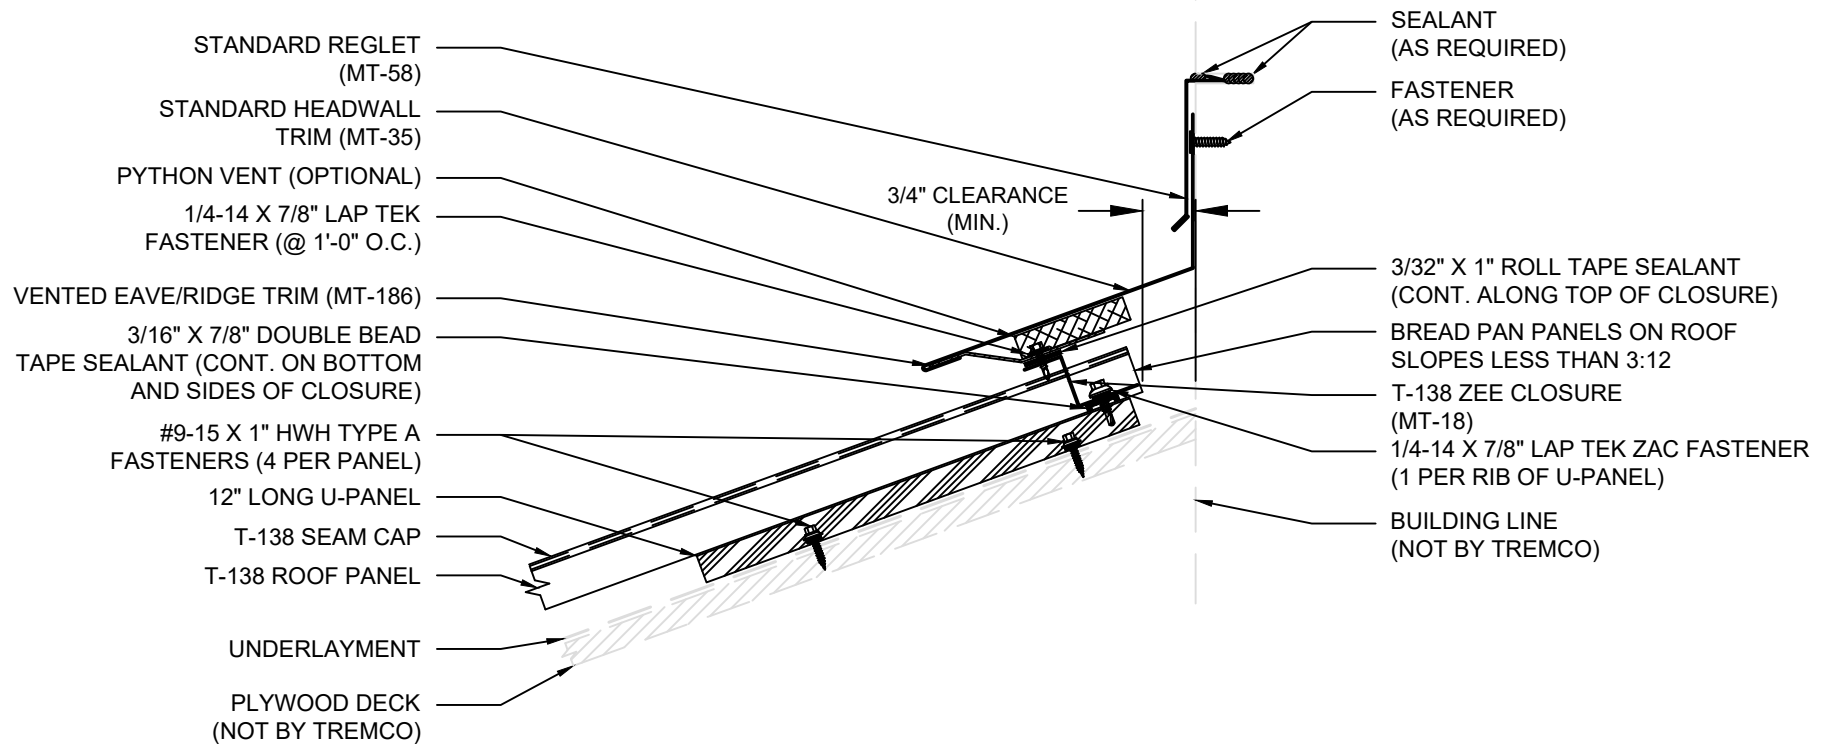 STANDARD REGLET
(MT-58)
STANDARD HEADWALL
TRIM (MT-35)
PYTHON VENT (OPTIONAL)
1/4-14 X 7/8" LAP TEK
FASTENER (@ 1'-0" O.C.)
VENTED EAVE/RIDGE TRIM (MT-186)
3/16" X 7/8" DOUBLE BEAD
TAPE SEALANT (CONT. ON BOTTOM
AND SIDES OF CLOSURE)
#9-15 X 1" HWH TYPE A
FASTENERS (4 PER PANEL)
12" LONG U-PANEL
T-138 SEAM CAP
T-138 ROOF PANEL
UNDERLAYMENT
PLYWOOD DECK
(NOT BY TREMCO)
3/4" CLEARANCE
(MIN.)
SEALANT
(AS REQUIRED)
FASTENER
(AS REQUIRED)
3/32" X 1" ROLL TAPE SEALANT
(CONT. ALONG TOP OF CLOSURE)
BREAD PAN PANELS ON ROOF
SLOPES LESS THAN 3:12
T-138 ZEE CLOSURE
(MT-18)
1/4-14 X 7/8" LAP TEK ZAC FASTENER
(1 PER RIB OF U-PANEL)
BUILDING LINE
(NOT BY TREMCO)